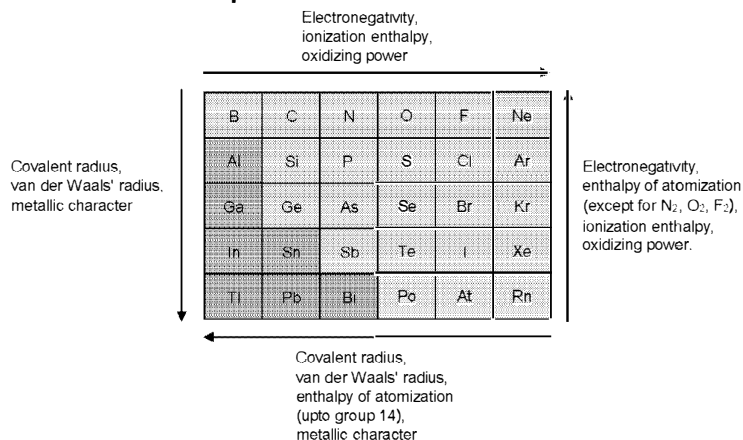 Electronegativity,
ionization enthalpy,
oxidizing power
B C N O F Ne
Al Si P S Cl Ar
Ga Ge As Se Br Kr
In Sn Sb Te I Xe
Tl Pb Bi Po At Rn
Covalent radius,
van der Waals' radius,
metallic character
Electronegativity,
enthalpy of atomization
(except for N₂, O₂, F₂),
ionization enthalpy,
oxidizing power.
Covalent radius,
van der Waals' radius,
enthalpy of atomization
(upto group 14),
metallic character